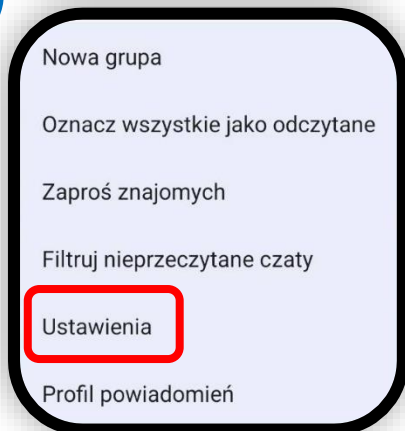 Nowa grupa
Oznacz wszystkie jako odczytane
Zaproś znajomych
Filtruj nieprzeczytane czaty
Ustawienia
Profil powiadomień